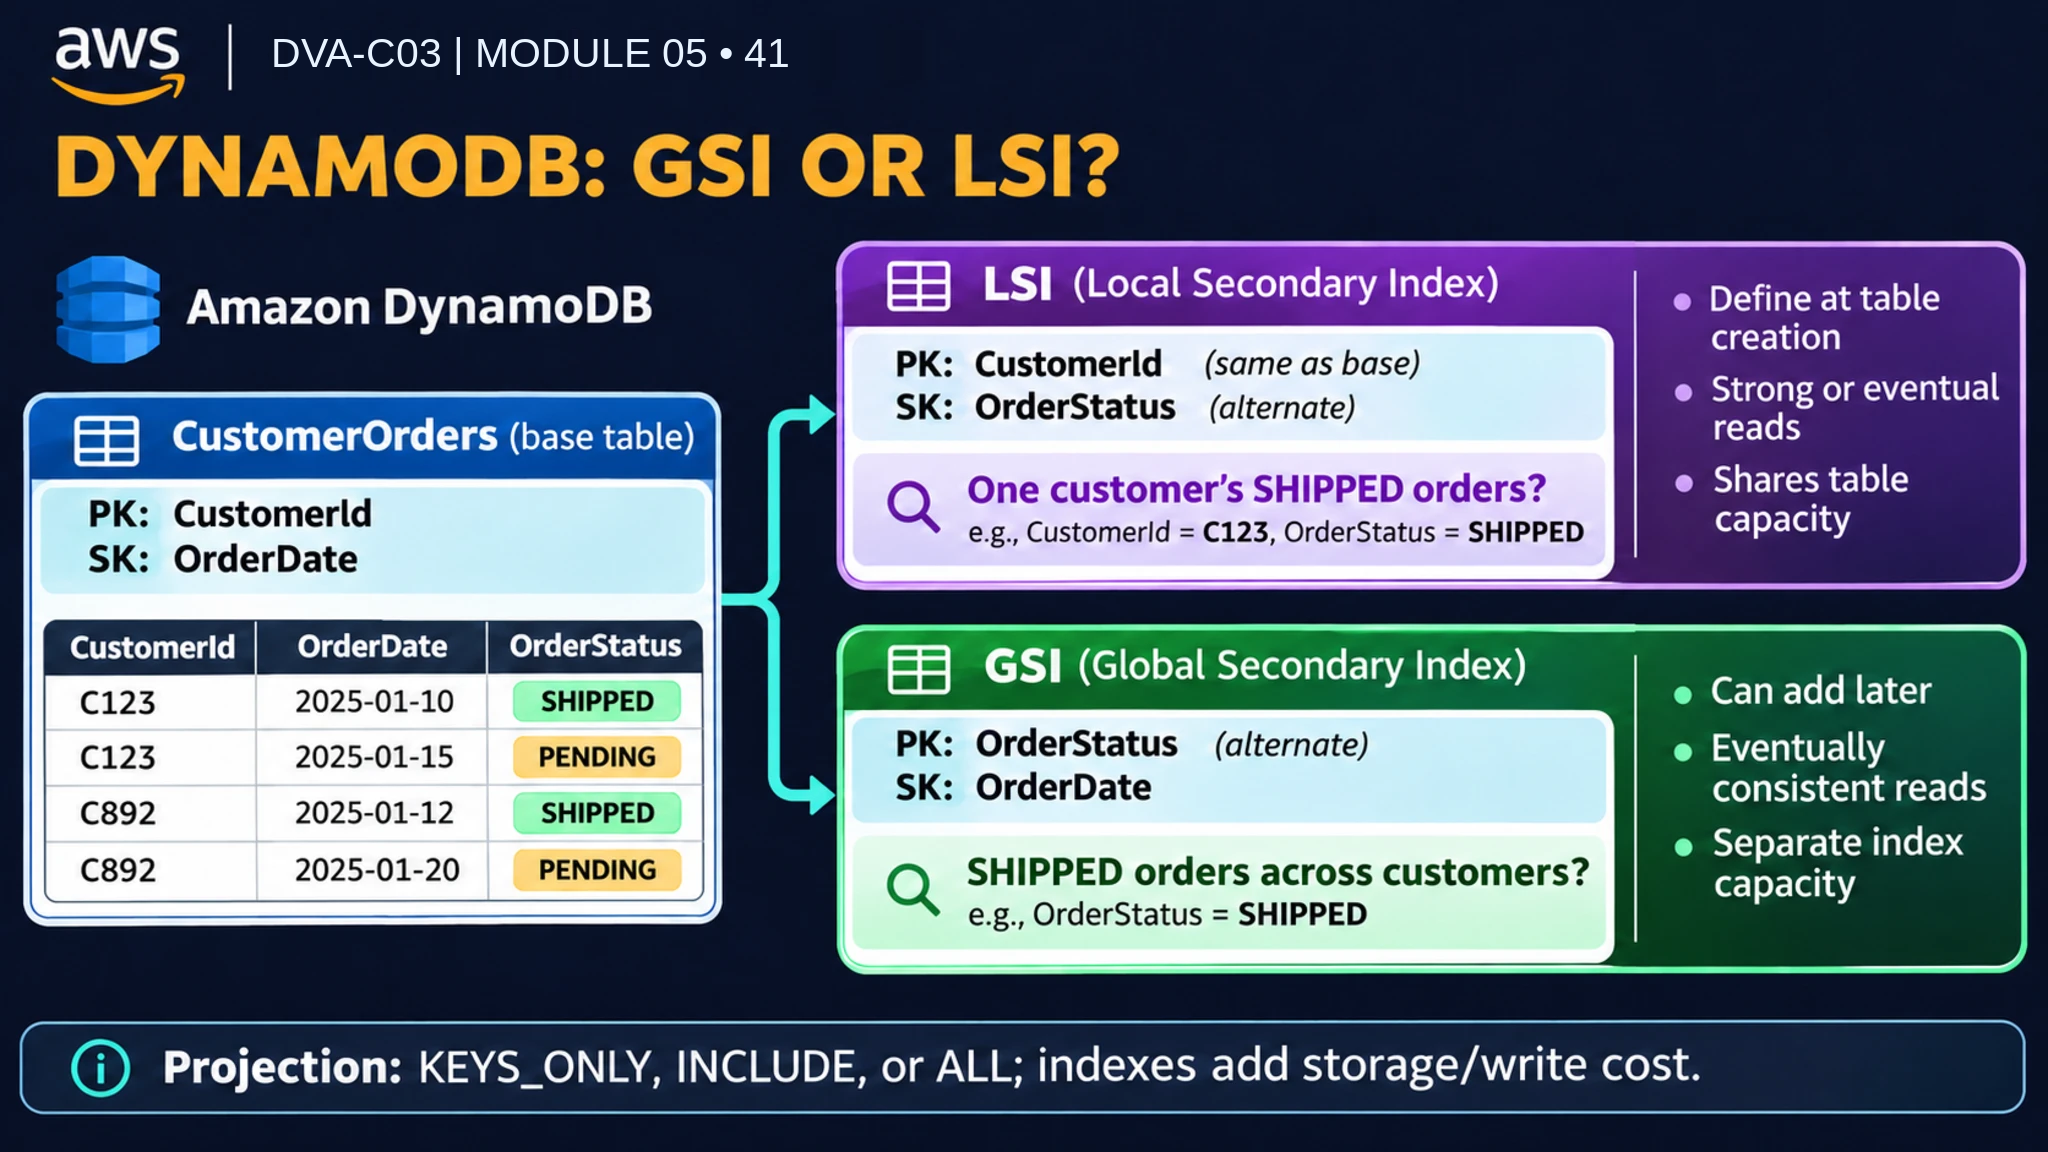 aws
DVA-C03 | MODULE 05 • 41
DYNAMODB: GSI OR LSI?
Amazon DynamoDB
CustomerOrders (base table)
PK: CustomerId
SK: OrderDate
CustomerId OrderDate OrderStatus
C123 2025-01-10 SHIPPED
C123 2025-01-15 PENDING
C892 2025-01-12 SHIPPED
C892 2025-01-20 PENDING
LSI (Local Secondary Index)
PK: CustomerId (same as base)
SK: OrderStatus (alternate)
One customer's SHIPPED orders?
e.g., CustomerId = C123, OrderStatus = SHIPPED
• Define at table
creation
• Strong or eventual
reads
• Shares table
capacity
GSI (Global Secondary Index)
PK: OrderStatus (alternate)
SK: OrderDate
SHIPPED orders across customers?
e.g., OrderStatus = SHIPPED
• Can add later
• Eventually
consistent reads
• Separate index
capacity
Projection: KEYS_ONLY, INCLUDE, or ALL; indexes add storage/write cost.